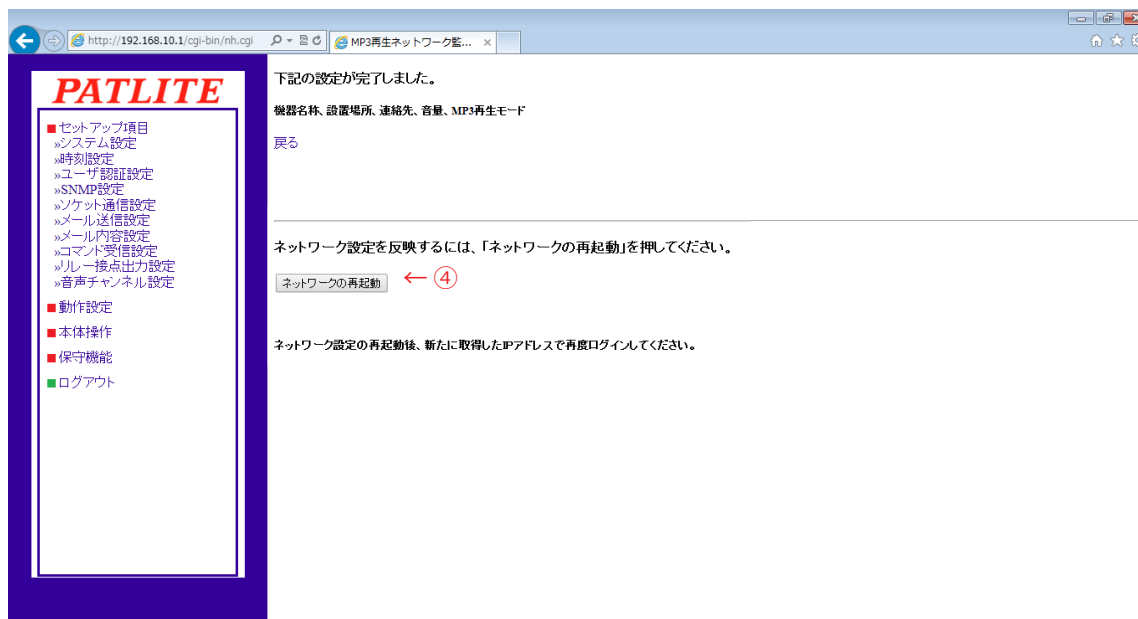 http://192.168.10.1/cgi-bin/nh.cgi
MP3再生ネットワーク監...
PATLITE
セットアップ項目
»システム設定
»時刻設定
»ユーザ認証設定
»SNMP設定
»ソケット通信設定
»メール送信設定
»メール内容設定
»コマンド受信設定
»リレー接点出力設定
»音声チャンネル設定
動作設定
本体操作
保守機能
ログアウト
下記の設定が完了しました。
機器名称、設置場所、連絡先、音量、MP3再生モード
戻る
ネットワーク設定を反映するには、「ネットワークの再起動」を押してください。
ネットワークの再起動 ← ④
ネットワーク設定の再起動後、新たに取得したIPアドレスで再度ログインしてください。